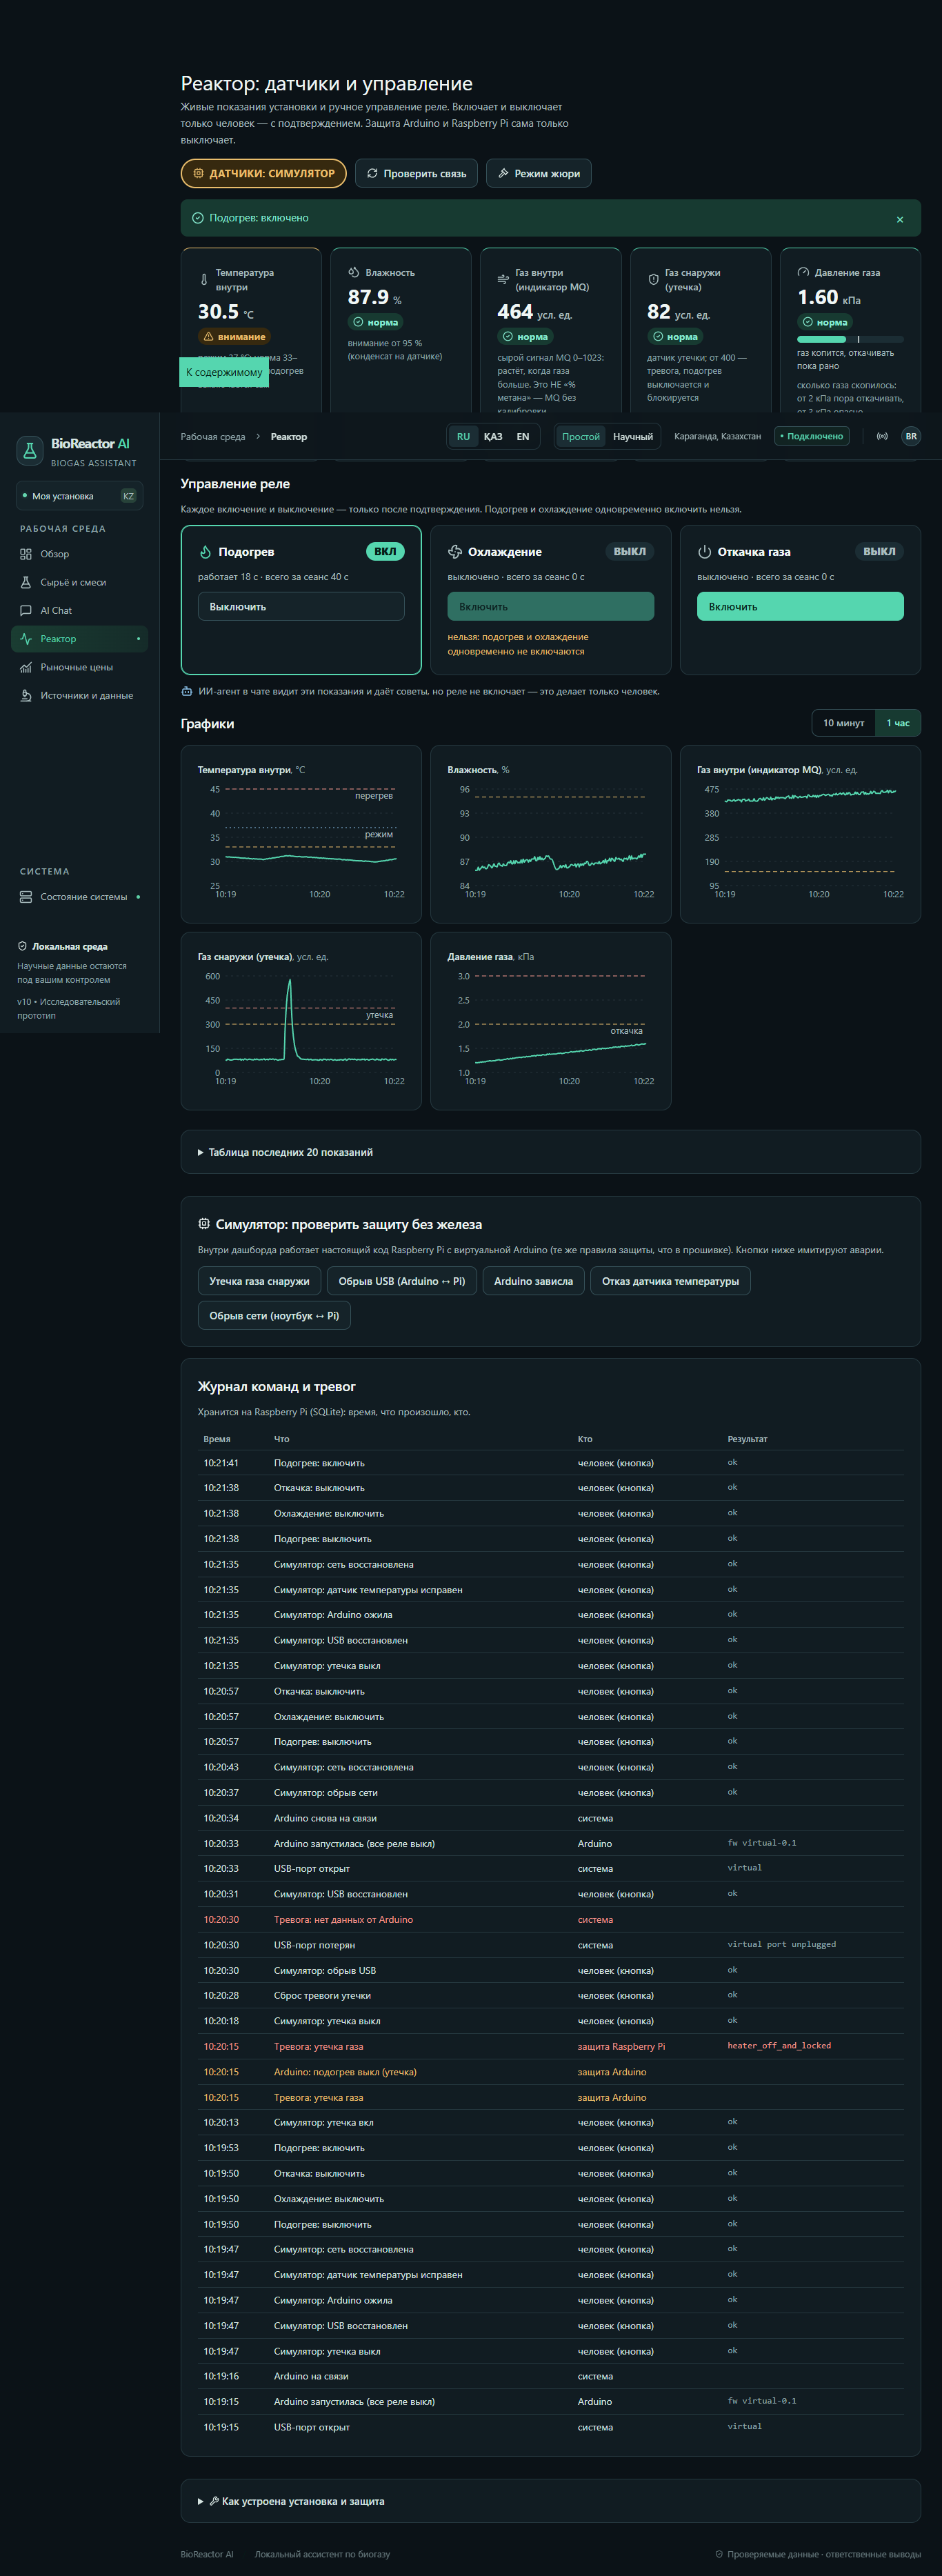 Реактор: датчики и управление
Живые показания установки и ручное управление реле. Включает и выключает
только человек — с подтверждением. Защита Arduino и Raspberry Pi сама только
выключает.
ДАТЧИКИ: СИМУЛЯТОР
Проверить связь
Режим жюри
Подогрев: включено
×
Температура
внутри
30.5 °C
внимание
К содержимому
Влажность
87.9 %
норма
внимание от 95 %
(конденсат на датчике)
Газ внутри
(индикатор MQ)
464 усл. ед.
норма
сырой сигнал MQ 0–1023:
растёт, когда газа
больше. Это НЕ «%
метана» — MQ без
Газ снаружи
(утечка)
82 усл. ед.
норма
датчик утечки; от 400 —
тревога, подогрев
выключается и
блокируется
Давление газа
1.60 кПа
норма
газ копится, откачивать
пока рано
сколько газа скопилось:
от 2 кПа пора откачивать,
BioReactor AI
BIOGAS ASSISTANT
Моя установка KZ
РАБОЧАЯ СРЕДА
Обзор
Сырьё и смеси
AI Chat
Реактор
Рыночные цены
Источники и данные
СИСТЕМА
Состояние системы
Локальная среда
Научные данные остаются
под вашим контролем
v10 • Исследовательский
прототип
Рабочая среда › Реактор
RU ҚАЗ EN
Простой Научный
Караганда, Казахстан
• Подключено
BR
Управление реле
Каждое включение и выключение — только после подтверждения. Подогрев и охлаждение одновременно включить нельзя.
Подогрев ВКЛ
работает 18 с · всего за сеанс 40 с
Выключить
Охлаждение ВЫКЛ
выключено · всего за сеанс 0 с
Включить
нельзя: подогрев и охлаждение
одновременно не включаются
Откачка газа ВЫКЛ
выключено · всего за сеанс 0 с
Включить
ИИ-агент в чате видит эти показания и даёт советы, но реле не включает — это делает только человек.
Графики
10 минут 1 час
Температура внутри, °C
45
перегрев
40
режим
35
30
25
10:19 10:20 10:22
Влажность, %
96
93
90
87
84
10:19 10:20 10:22
Газ внутри (индикатор MQ), усл. ед.
475
380
285
190
95
10:19 10:20 10:22
Газ снаружи (утечка), усл. ед.
600
450
утечка
300
150
0
10:19 10:20 10:22
Давление газа, кПа
3.0
2.5
2.0
откачка
1.5
1.0
10:19 10:20 10:22
▶ Таблица последних 20 показаний
Симулятор: проверить защиту без железа
Внутри дашборда работает настоящий код Raspberry Pi с виртуальной Arduino (те же правила защиты, что в прошивке). Кнопки ниже имитируют аварии.
Утечка газа снаружи
Обрыв USB (Arduino ↔ Pi)
Arduino зависла
Отказ датчика температуры
Обрыв сети (ноутбук ↔ Pi)
Журнал команд и тревог
Хранится на Raspberry Pi (SQLite): время, что произошло, кто.
Время Что Кто Результат
10:21:41 Подогрев: включить человек (кнопка) ok
10:21:38 Откачка: выключить человек (кнопка) ok
10:21:38 Охлаждение: выключить человек (кнопка) ok
10:21:38 Подогрев: выключить человек (кнопка) ok
10:21:35 Симулятор: сеть восстановлена человек (кнопка) ok
10:21:35 Симулятор: датчик температуры исправен человек (кнопка) ok
10:21:35 Симулятор: Arduino ожила человек (кнопка) ok
10:21:35 Симулятор: USB восстановлен человек (кнопка) ok
10:21:35 Симулятор: утечка выкл человек (кнопка) ok
10:20:57 Откачка: выключить человек (кнопка) ok
10:20:57 Охлаждение: выключить человек (кнопка) ok
10:20:57 Подогрев: выключить человек (кнопка) ok
10:20:43 Симулятор: сеть восстановлена человек (кнопка) ok
10:20:37 Симулятор: обрыв сети человек (кнопка) ok
10:20:34 Arduino снова на связи система
10:20:33 Arduino запустилась (все реле выкл) Arduino fw virtual-0.1
10:20:33 USB-порт открыт система virtual
10:20:31 Симулятор: USB восстановлен человек (кнопка) ok
10:20:30 Тревога: нет данных от Arduino система
10:20:30 USB-порт потерян система virtual port unplugged
10:20:30 Симулятор: обрыв USB человек (кнопка) ok
10:20:28 Сброс тревоги утечки человек (кнопка) ok
10:20:18 Симулятор: утечка выкл человек (кнопка) ok
10:20:15 Тревога: утечка газа защита Raspberry Pi heater_off_and_locked
10:20:15 Arduino: подогрев выкл (утечка) защита Arduino
10:20:15 Тревога: утечка газа защита Arduino
10:20:13 Симулятор: утечка вкл человек (кнопка) ok
10:19:53 Подогрев: включить человек (кнопка) ok
10:19:50 Откачка: выключить человек (кнопка) ok
10:19:50 Охлаждение: выключить человек (кнопка) ok
10:19:50 Подогрев: выключить человек (кнопка) ok
10:19:47 Симулятор: сеть восстановлена человек (кнопка) ok
10:19:47 Симулятор: датчик температуры исправен человек (кнопка) ok
10:19:47 Симулятор: Arduino ожила человек (кнопка) ok
10:19:47 Симулятор: USB восстановлен человек (кнопка) ok
10:19:47 Симулятор: утечка выкл человек (кнопка) ok
10:19:16 Arduino на связи система
10:19:15 Arduino запустилась (все реле выкл) Arduino fw virtual-0.1
10:19:15 USB-порт открыт система virtual
▶ Как устроена установка и защита
BioReactor AI Локальный ассистент по биогазу
Проверяемые данные · ответственные выводы